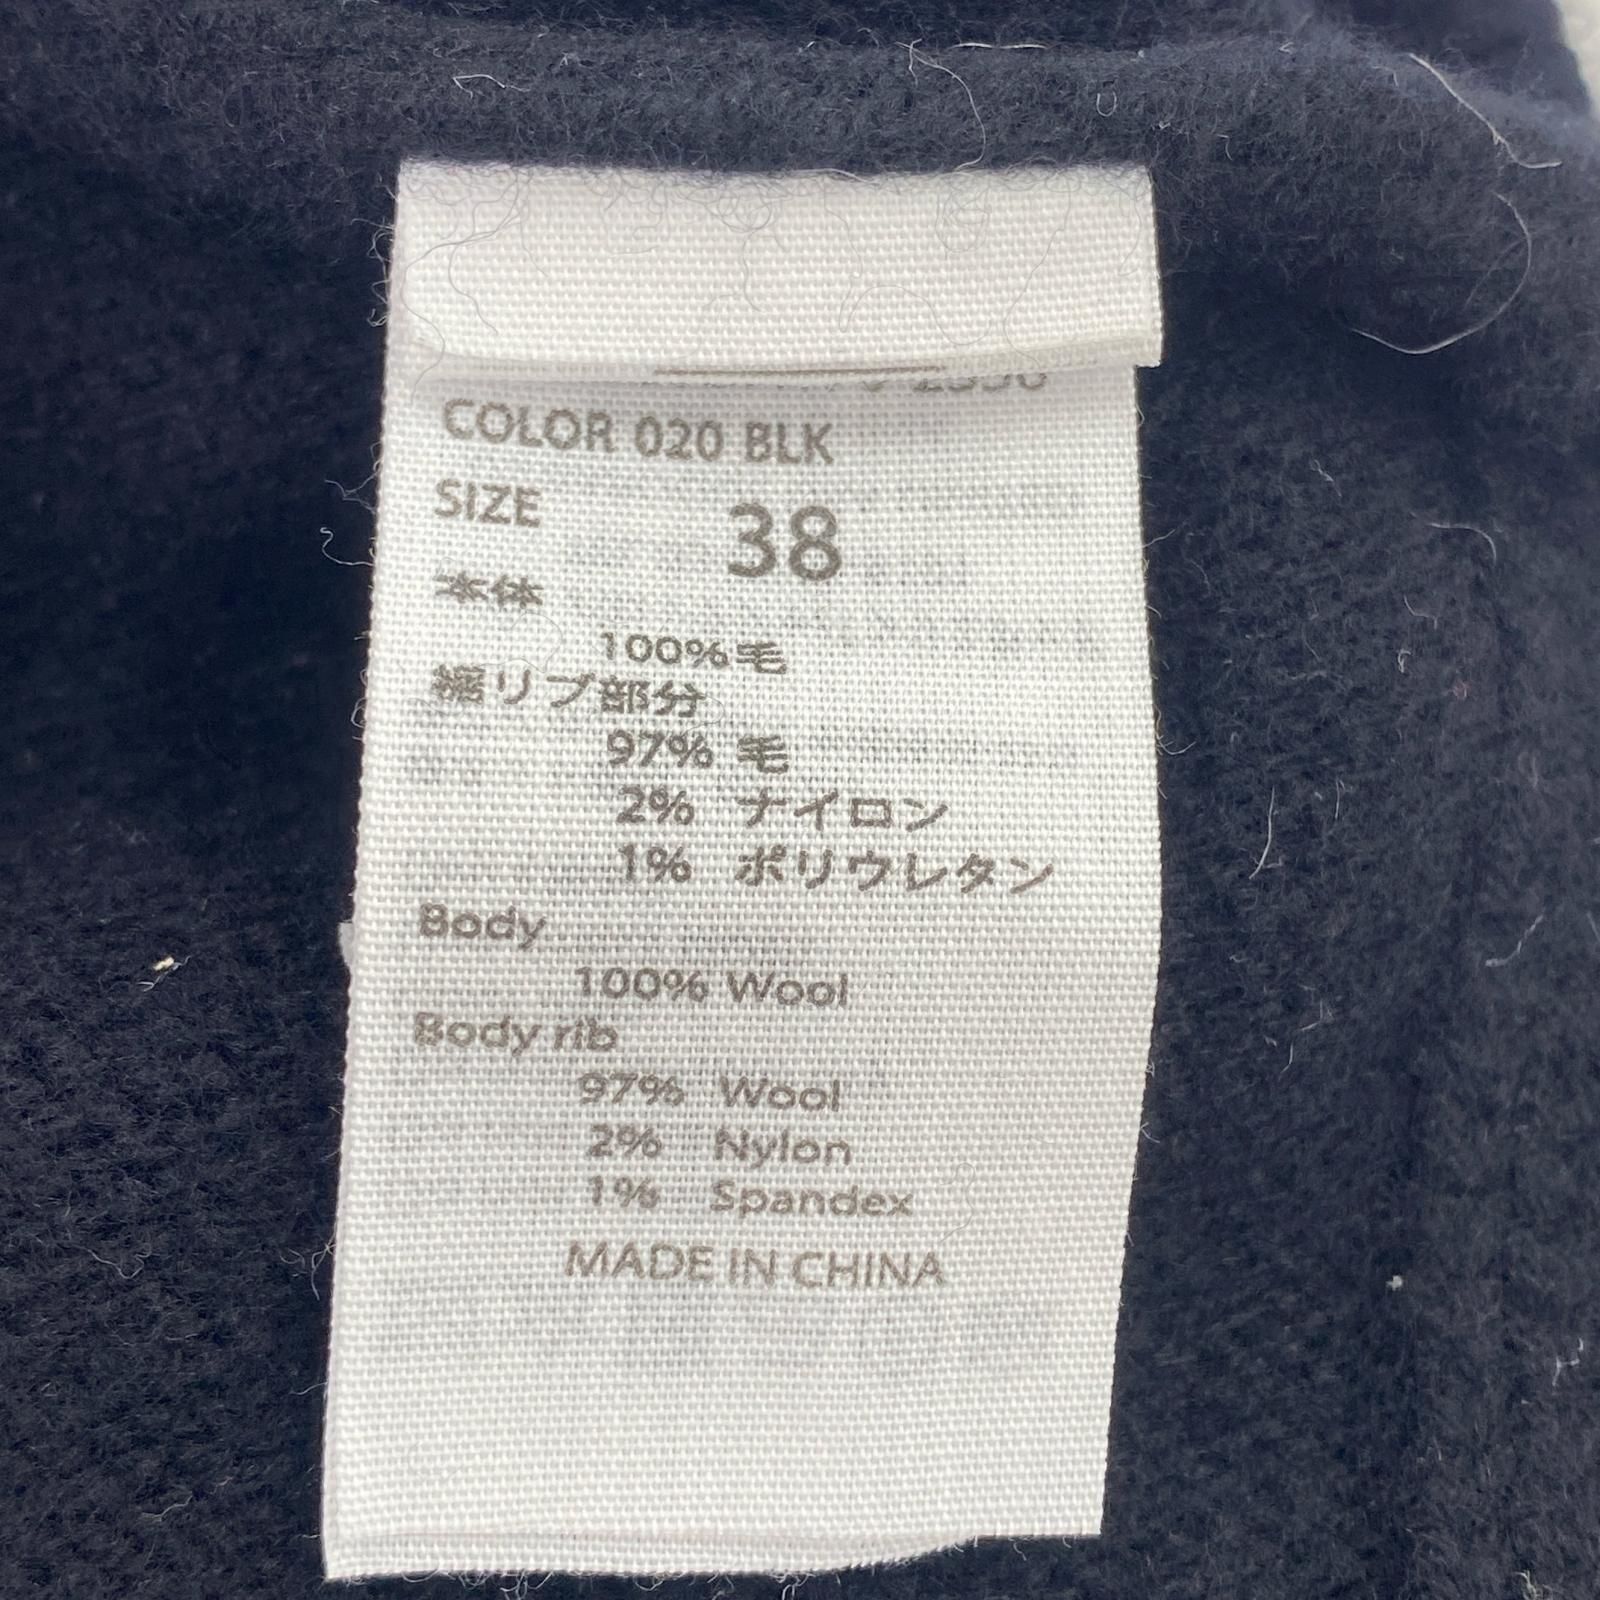 COLOR 020 BLK
SIZE 38
本体
100% 毛
裾リブ部分
97% 毛
2% ナイロン
1% ポリウレタン
Body
100% Wool
Body rib
97% Wool
2% Nylon
1% Spandex
MADE IN CHINA